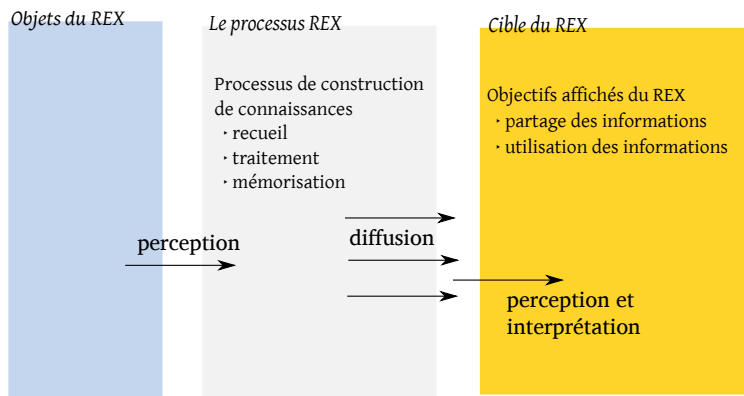 Objets du REX
Le processus REX
Cible du REX
Processus de construction
de connaissances
‣ recueil
‣ traitement
‣ mémorisation
Objectifs affichés du REX
‣ partage des informations
‣ utilisation des informations
perception
diffusion
perception et
interprétation